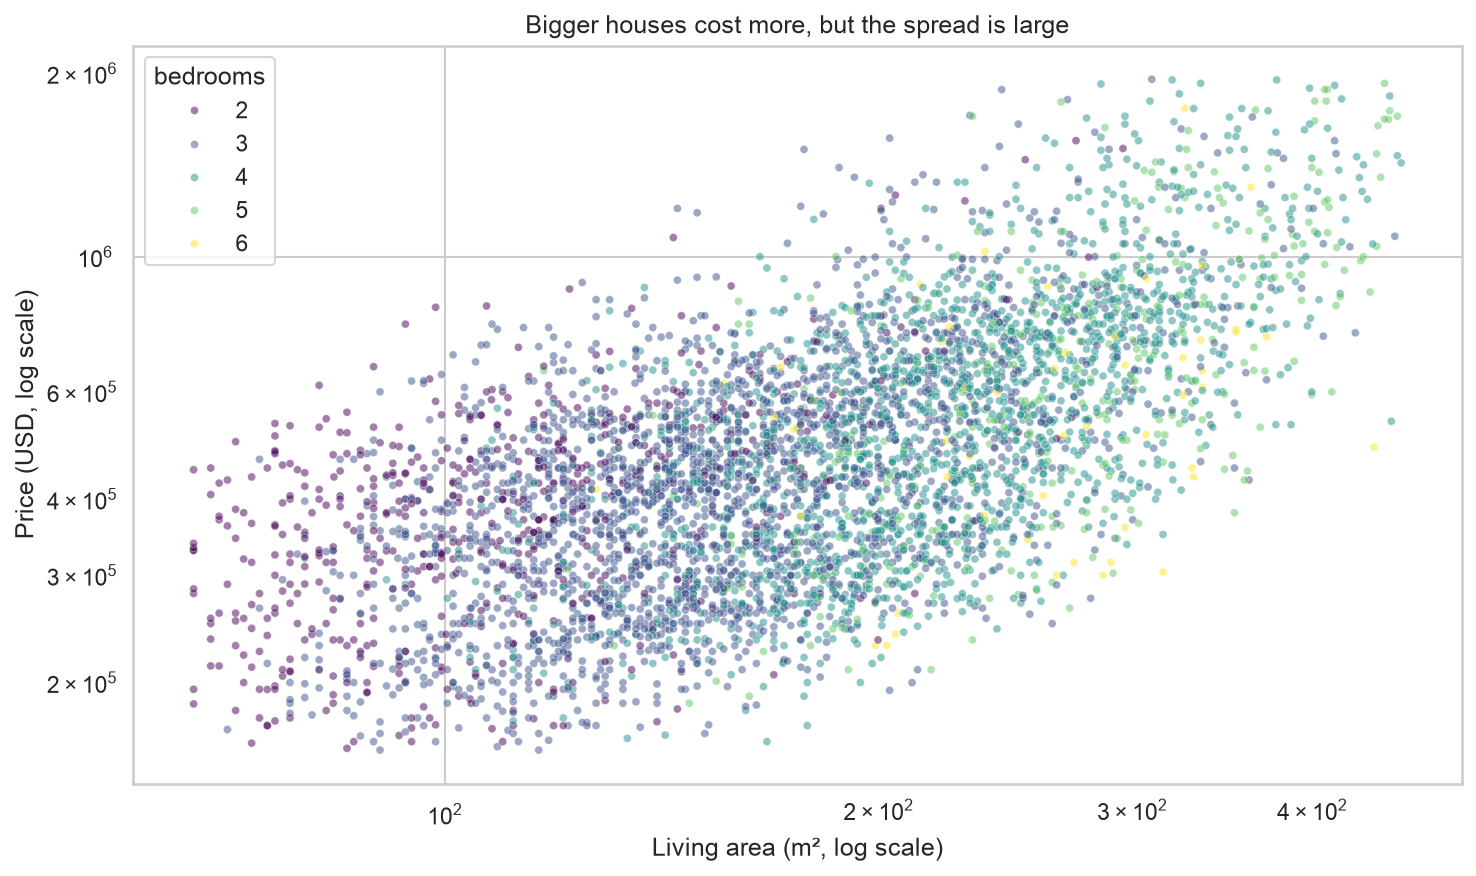 Bigger houses cost more, but the spread is large
bedrooms
2
3
4
5
6
2 × 10⁶
10⁶
6 × 10⁵
4 × 10⁵
3 × 10⁵
2 × 10⁵
Price (USD, log scale)
10²
2 × 10²
3 × 10²
4 × 10²
Living area (m², log scale)